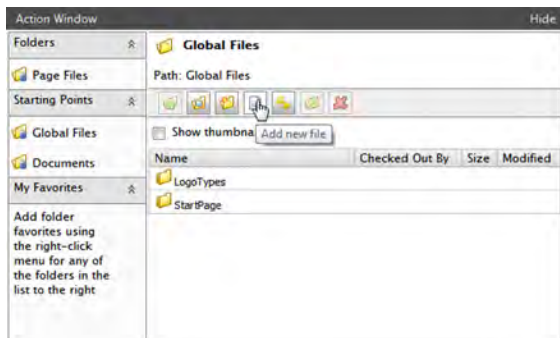 Action Window
Hide
Folders
Page Files
Starting Points
Global Files
Documents
My Favorites
Add folder
favorites using
the right-click
menu for any of
the folders in the
list to the right
Global Files
Path: Global Files
Show thumbna
Add new file
Name Checked Out By Size Modified
LogoTypes
StartPage